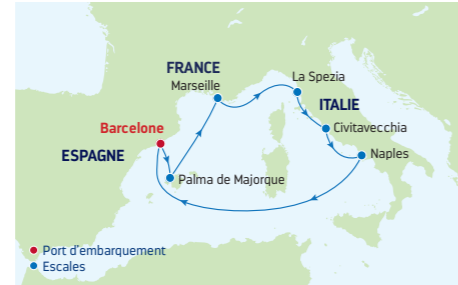 FRANCE
Marseille
La Spezia
ITALIE
Civitavecchia
Barcelone
ESPAGNE
Naples
Palma de Majorque
Port d'embarquement
Escales